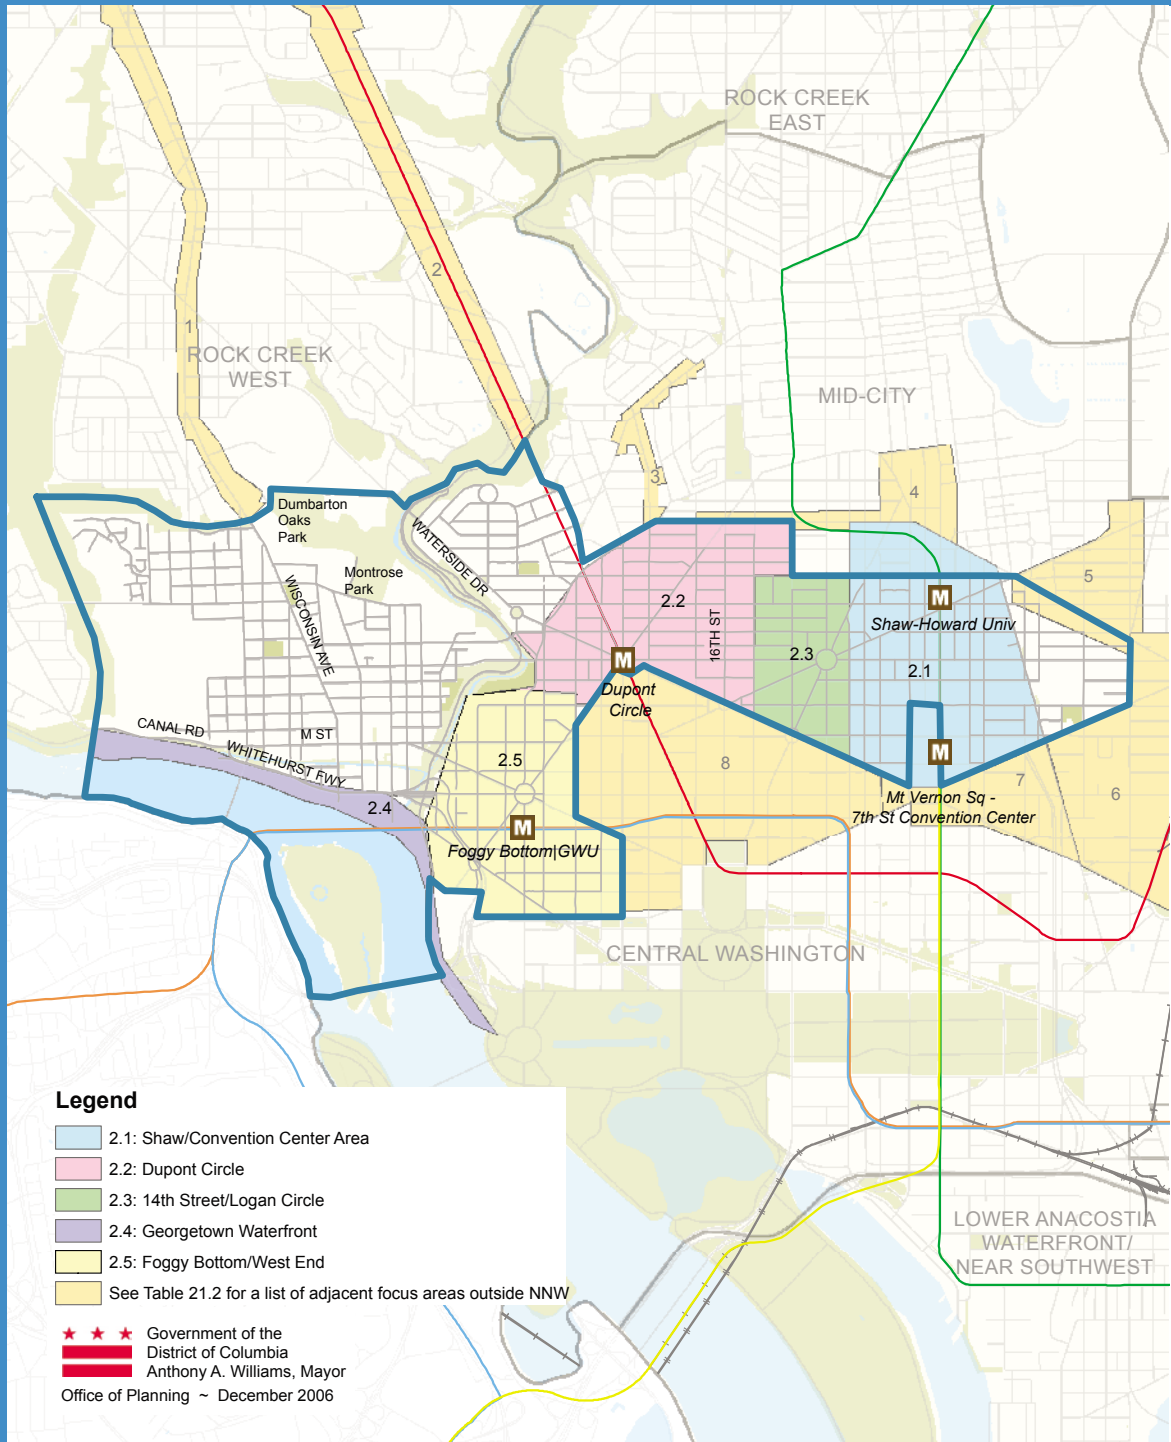 ROCK CREEK
EAST
2
1
ROCK CREEK
WEST
MID-CITY
3
4
Dumbarton
Oaks
Park
WATERSIDE DR
Montrose
Park
WISCONSIN AVE
5
2.2
16TH ST
M
Shaw-Howard Univ
2.3
2.1
M
Dupont
Circle
CANAL RD
M ST
WHITEHURST FWY
2.4
2.5
8
M
7
6
Mt Vernon Sq -
7th St Convention Center
M
Foggy Bottom|GWU
CENTRAL WASHINGTON
Legend
2.1: Shaw/Convention Center Area
2.2: Dupont Circle
2.3: 14th Street/Logan Circle
2.4: Georgetown Waterfront
2.5: Foggy Bottom/West End
See Table 21.2 for a list of adjacent focus areas outside NNW
LOWER ANACOSTIA
WATERFRONT/
NEAR SOUTHWEST
Government of the
District of Columbia
Anthony A. Williams, Mayor
Office of Planning ~ December 2006